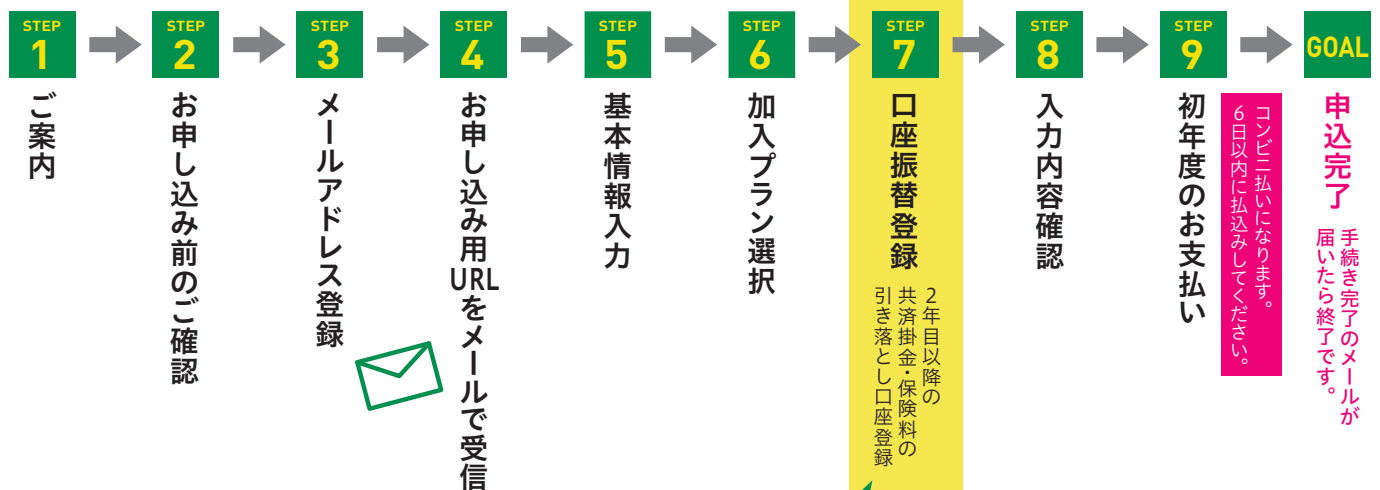 STEP
1
ご案内
STEP
2
お申し込み前のご確認
STEP
3
メールアドレス登録
STEP
4
お申し込み用URLをメールで受信
STEP
5
基本情報入力
STEP
6
加入プラン選択
STEP
7
口座振替登録
2年目以降の
共済掛金・保険料の
引き落とし口座登録
STEP
8
入力内容確認
STEP
9
初年度のお支払い
コンビニ払いになります。
6日以内に払込みしてください。
GOAL
申込完了
手続き完了のメールが
届いたら終了です。